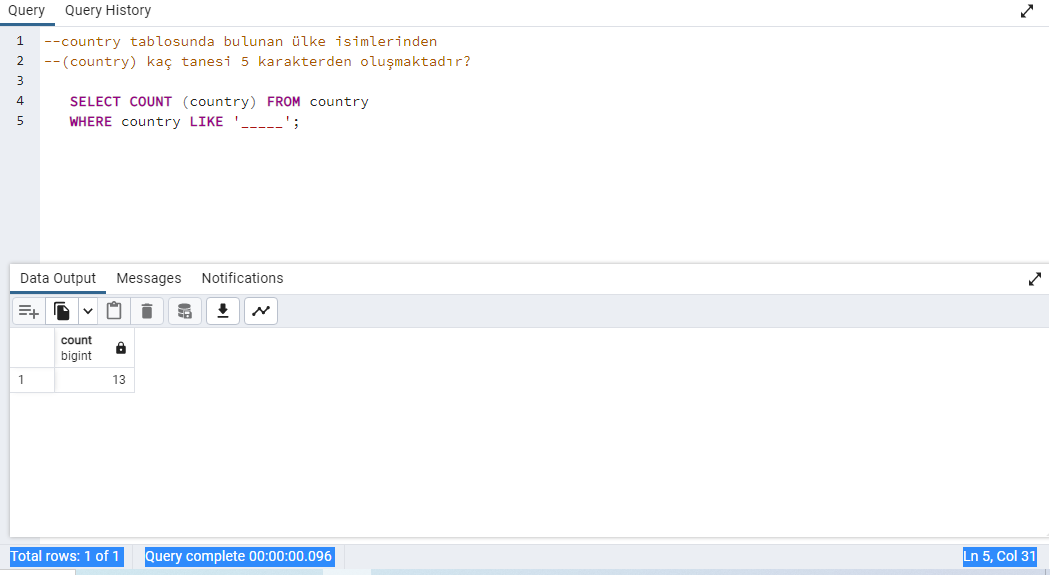 Query Query History
1 --country tablosunda bulunan ülke isimlerinden
2 --(country) kaç tanesi 5 karakterden oluşmaktadır?
3
4 SELECT COUNT (country) FROM country
5 WHERE country LIKE '_____';
Data Output Messages Notifications
count
bigint
1 13
Total rows: 1 of 1 Query complete 00:00:00.096 Ln 5, Col 31